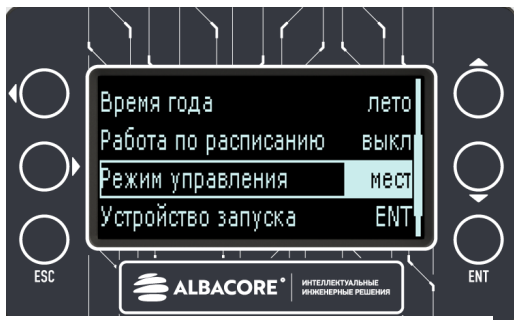 Время года лето
Работа по расписанию выкл
Режим управления мест
Устройство запуска ENT
ESC
ENT
ALBACORE®
ИНТЕЛЛЕКТУАЛЬНЫЕ
ИНЖЕНЕРНЫЕ РЕШЕНИЯ